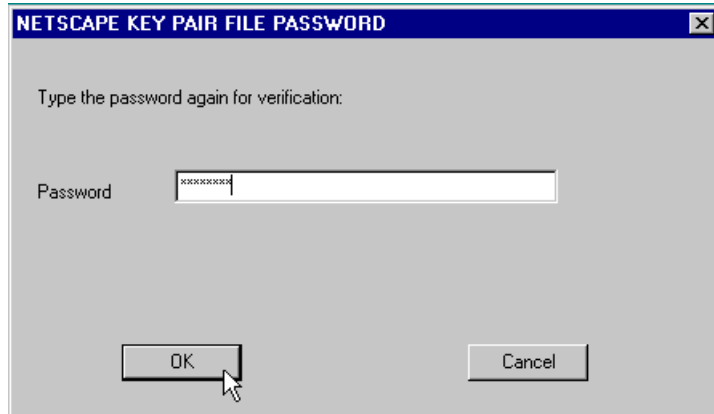 NETSCAPE KEY PAIR FILE PASSWORD
Type the password again for verification:
Password ********
OK Cancel